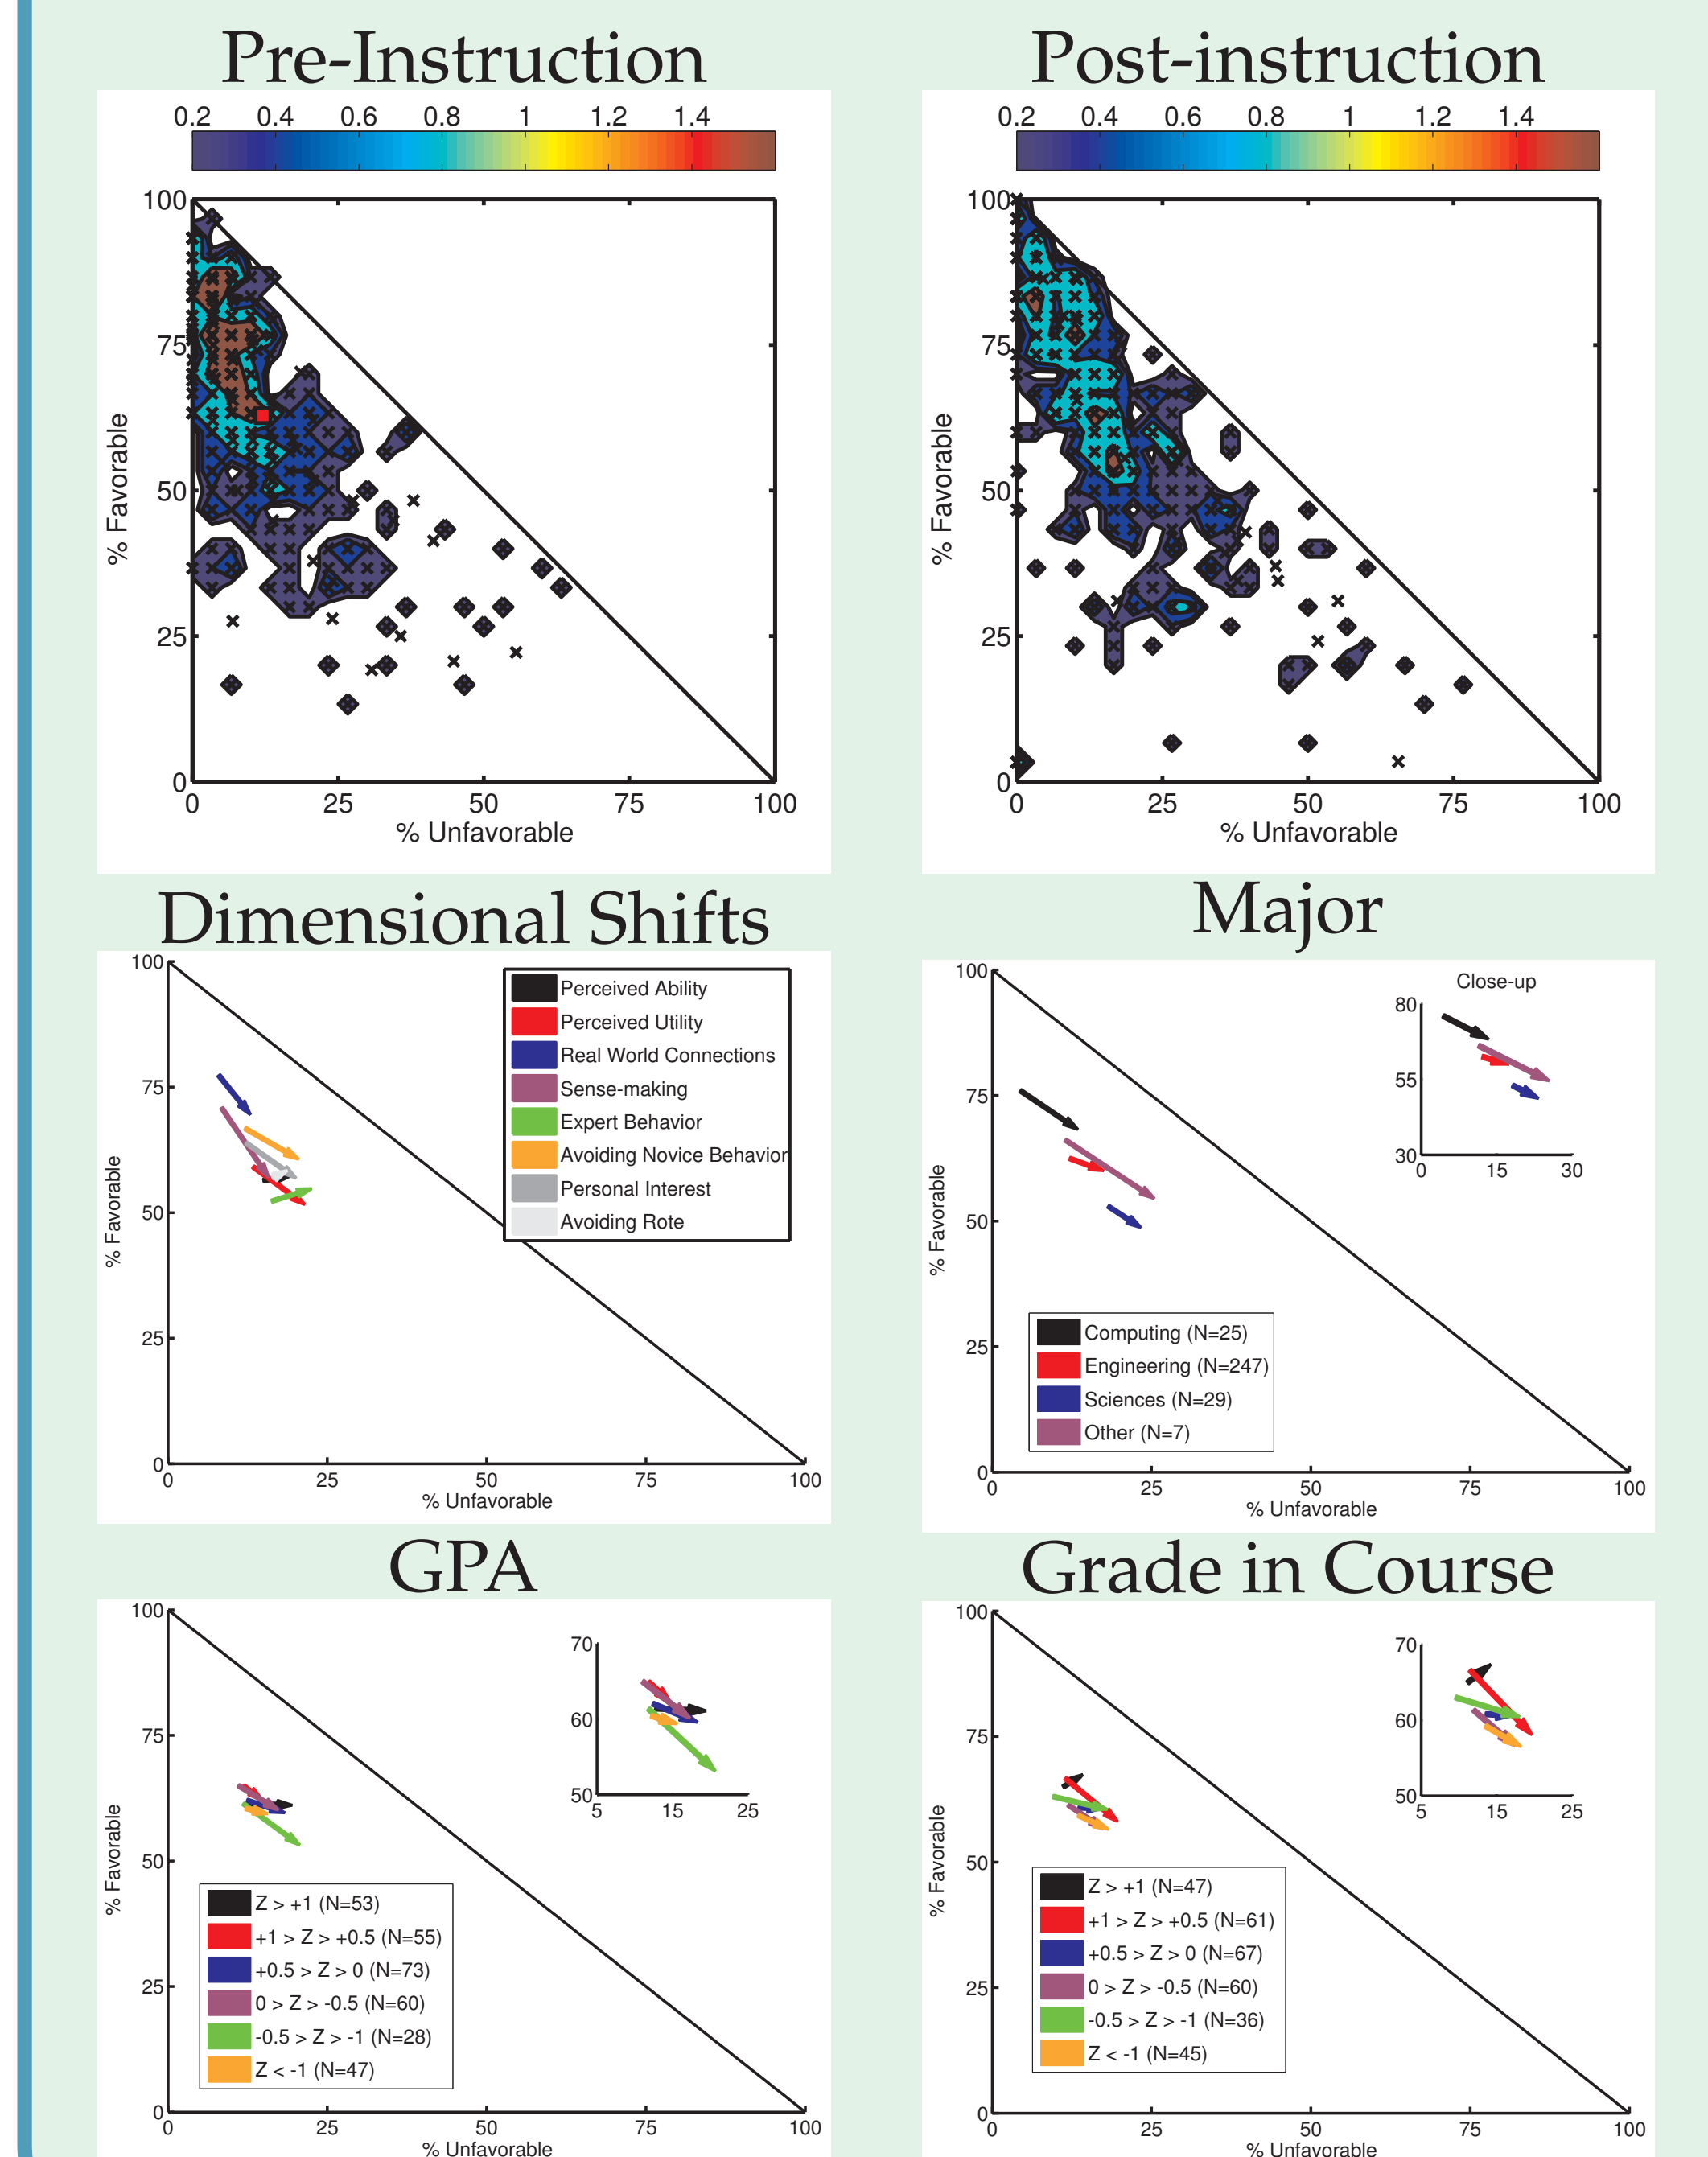 Pre-Instruction
0.2 0.4 0.6 0.8 1 1.2 1.4
100
75
50
25
0
% Favorable
0 25 50 75 100
% Unfavorable
Post-instruction
0.2 0.4 0.6 0.8 1 1.2 1.4
100
75
50
25
0
% Favorable
0 25 50 75 100
% Unfavorable
Dimensional Shifts
100
75
50
25
0
% Favorable
Perceived Ability
Perceived Utility
Real World Connections
Sense-making
Expert Behavior
Avoiding Novice Behavior
Personal Interest
Avoiding Rote
0 25 50 75 100
% Unfavorable
Major
100
75
50
25
0
% Favorable
Close-up
80
55
30
0 15 30
Computing (N=25)
Engineering (N=247)
Sciences (N=29)
Other (N=7)
0 25 50 75 100
% Unfavorable
GPA
100
75
50
25
0
% Favorable
70
60
50
5 15 25
Z > +1 (N=53)
+1 > Z > +0.5 (N=55)
+0.5 > Z > 0 (N=73)
0 > Z > -0.5 (N=60)
-0.5 > Z > -1 (N=28)
Z < -1 (N=47)
0 25 50 75 100
% Unfavorable
Grade in Course
100
75
50
25
0
% Favorable
70
60
50
5 15 25
Z > +1 (N=47)
+1 > Z > +0.5 (N=61)
+0.5 > Z > 0 (N=67)
0 > Z > -0.5 (N=60)
-0.5 > Z > -1 (N=36)
Z < -1 (N=45)
0 25 50 75 100
% Unfavorable